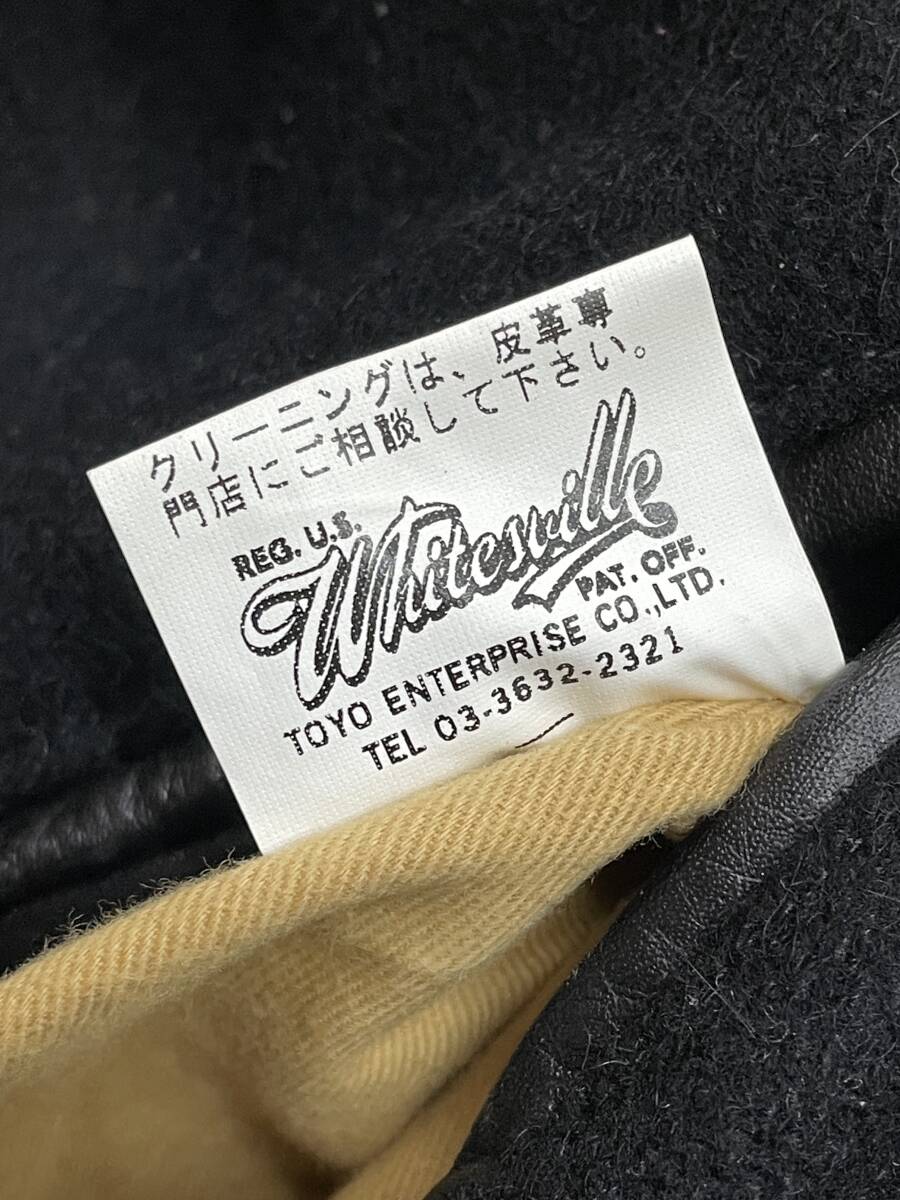 クリーニングは、皮革専
門店にご相談して下さい。
REG. U.S.
Whitesville
PAT. OFF.
TOYO ENTERPRISE CO.,LTD.
TEL 03-3632-2321